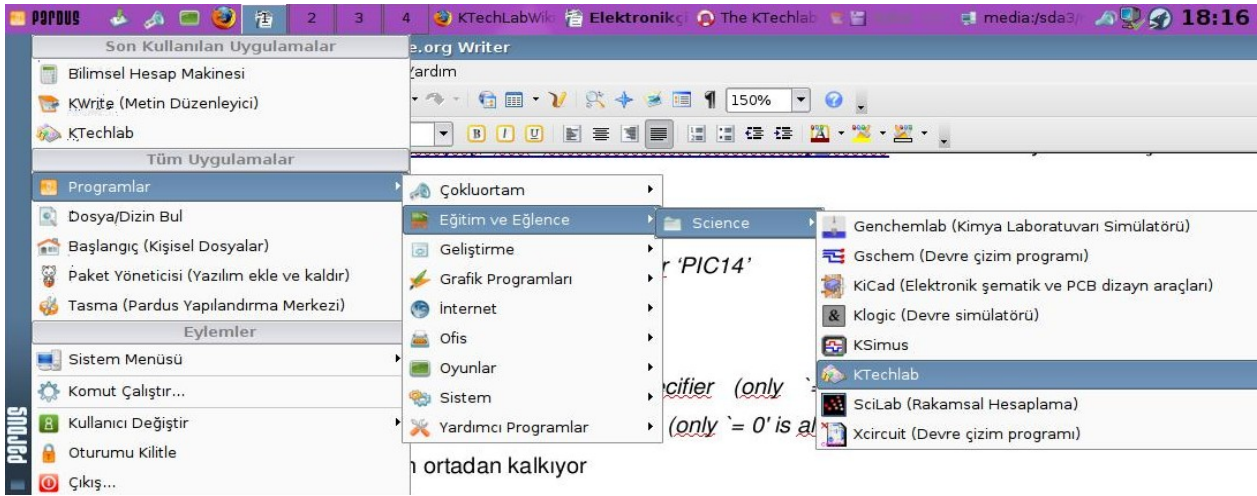 PARDUS 2 3 4 KTechLabWiki Elektronikçi The KTechlab media:/sda3/ 18:16
Son Kullanılan Uygulamalar
Bilimsel Hesap Makinesi
KWrite (Metin Düzenleyici)
KTechlab
Tüm Uygulamalar
Programlar
Dosya/Dizin Bul
Başlangıç (Kişisel Dosyalar)
Paket Yöneticisi (Yazılım ekle ve kaldır)
Tasma (Pardus Yapılandırma Merkezi)
Eylemler
Sistem Menüsü
Komut Çalıştır...
Kullanıcı Değiştir
Oturumu Kilitle
Çıkış...
PARDUS
e.org Writer
Yardım
150%
Çokluortam
Eğitim ve Eğlence
Geliştirme
Grafik Programları
İnternet
Ofis
Oyunlar
Sistem
Yardımcı Programlar
Science
Genchemlab (Kimya Laboratuvarı Simülatörü)
Gschem (Devre çizim programı)
KiCad (Elektronik şematik ve PCB dizayn araçları)
Klogic (Devre simülatörü)
KSimus
KTechlab
SciLab (Rakamsal Hesaplama)
Xcircuit (Devre çizim programı)
r 'PIC14'
ecifier (only `=
(only `= 0' is al
n ortadan kalkıyor